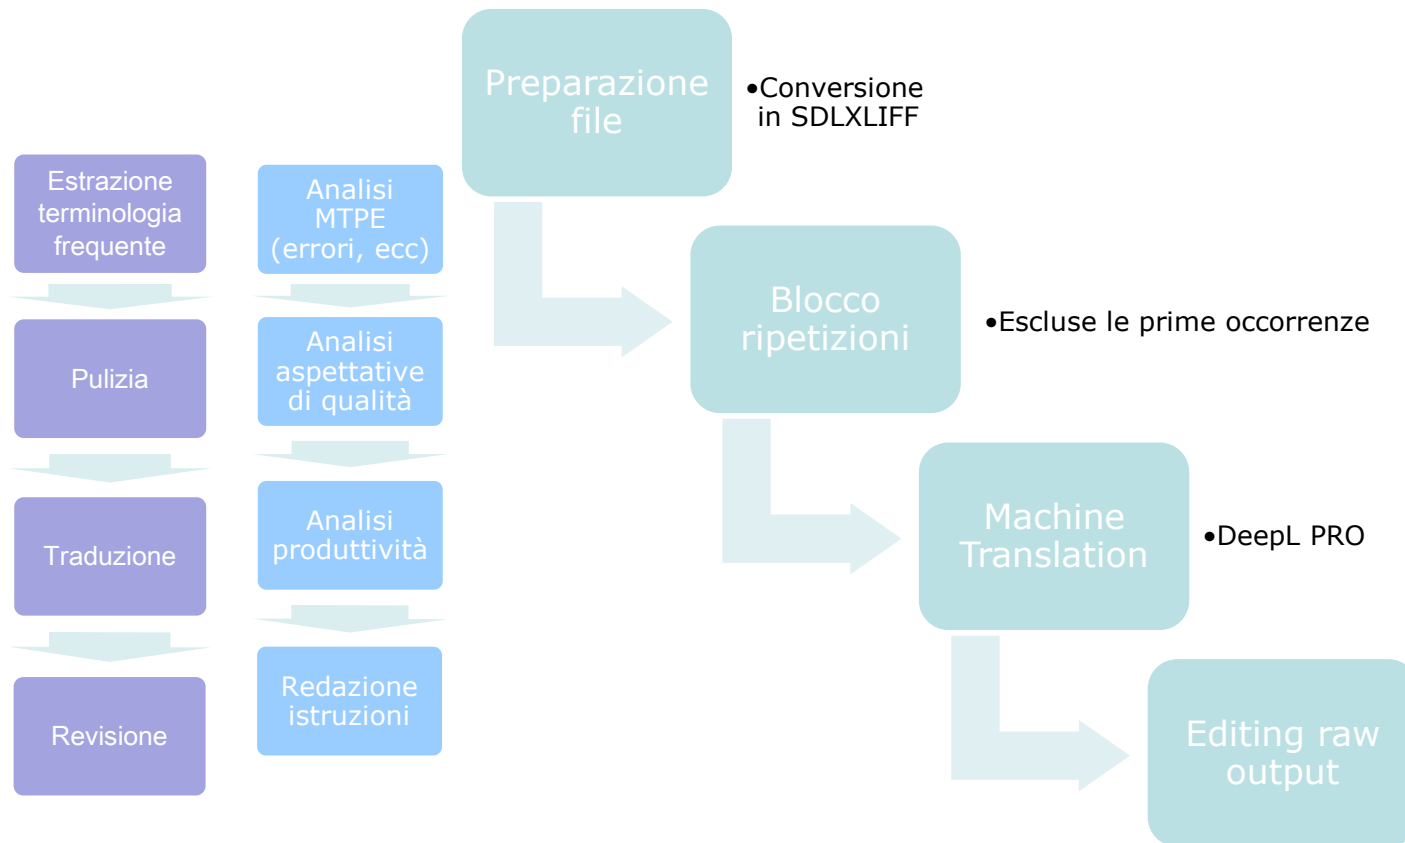 Estrazione
terminologia
frequente
Pulizia
Traduzione
Revisione
Analisi
MTPE
(errori, ecc)
Analisi
aspettative
di qualità
Analisi
produttività
Redazione
istruzioni
Preparazione
file
•Conversione
in SDLXLIFF
Blocco
ripetizioni
•Escluse le prime occorrenze
Machine
Translation
•DeepL PRO
Editing raw
output